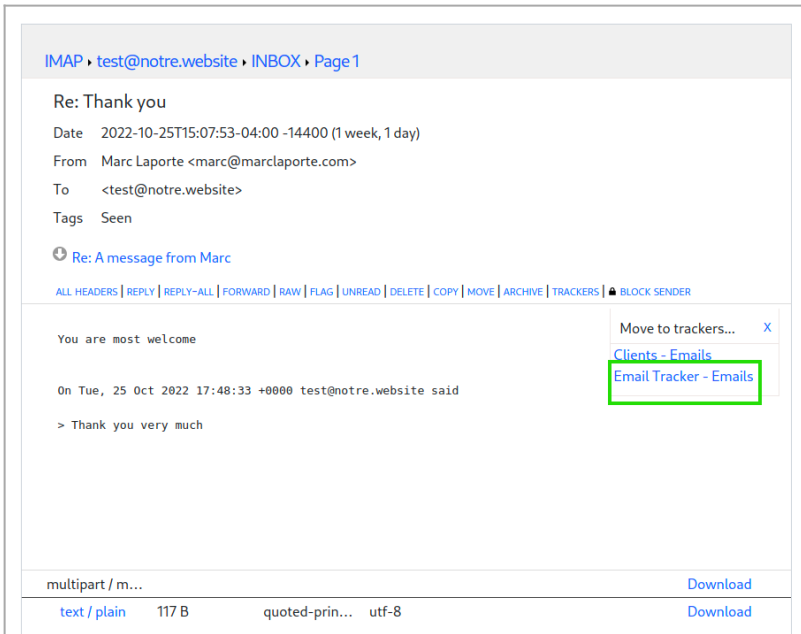 IMAP › test@notre.website › INBOX › Page 1
Re: Thank you
Date 2022-10-25T15:07:53-04:00 -14400 (1 week, 1 day)
From Marc Laporte <marc@marclaporte.com>
To <test@notre.website>
Tags Seen
Re: A message from Marc
ALL HEADERS | REPLY | REPLY-ALL | FORWARD | RAW | FLAG | UNREAD | DELETE | COPY | MOVE | ARCHIVE | TRACKERS | BLOCK SENDER
Move to trackers... X
Clients - Emails
Email Tracker - Emails
You are most welcome
On Tue, 25 Oct 2022 17:48:33 +0000 test@notre.website said
> Thank you very much
multipart / m... Download
text / plain 117 B quoted-prin... utf-8 Download